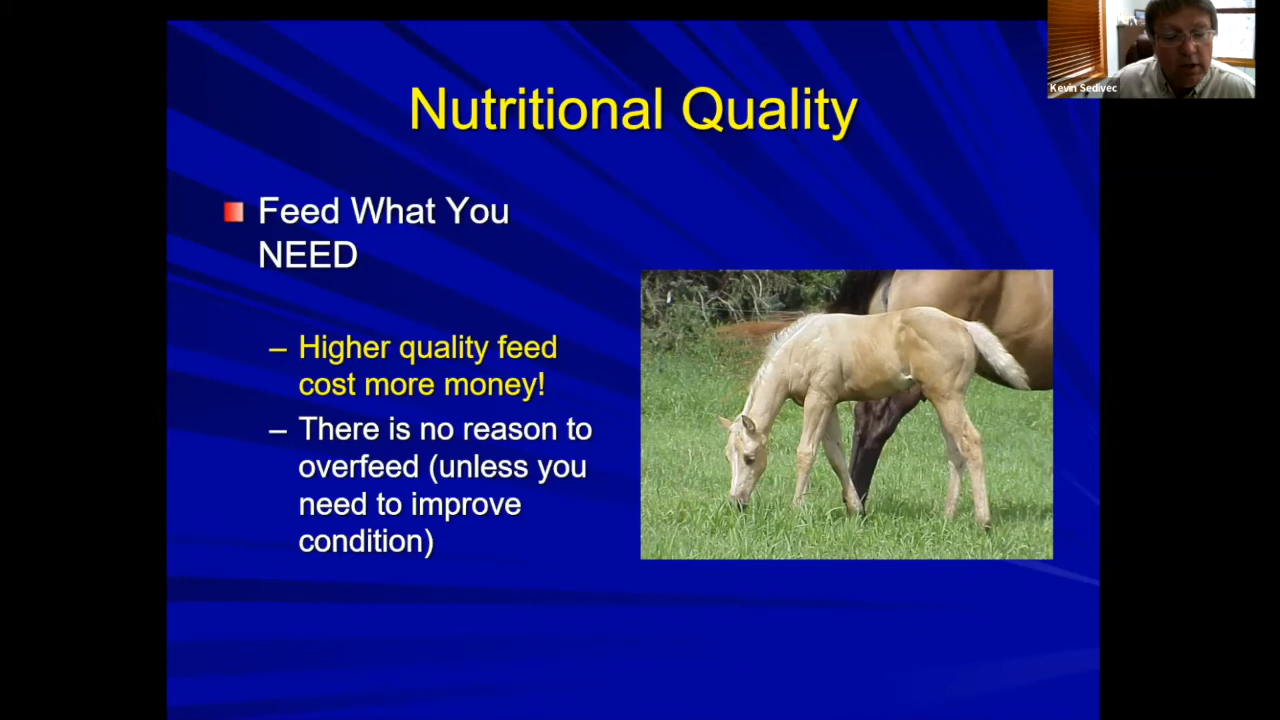 Nutritional Quality
Feed What You
NEED
– Higher quality feed
cost more money!
– There is no reason to
overfeed (unless you
need to improve
condition)
Kevin Sedivec